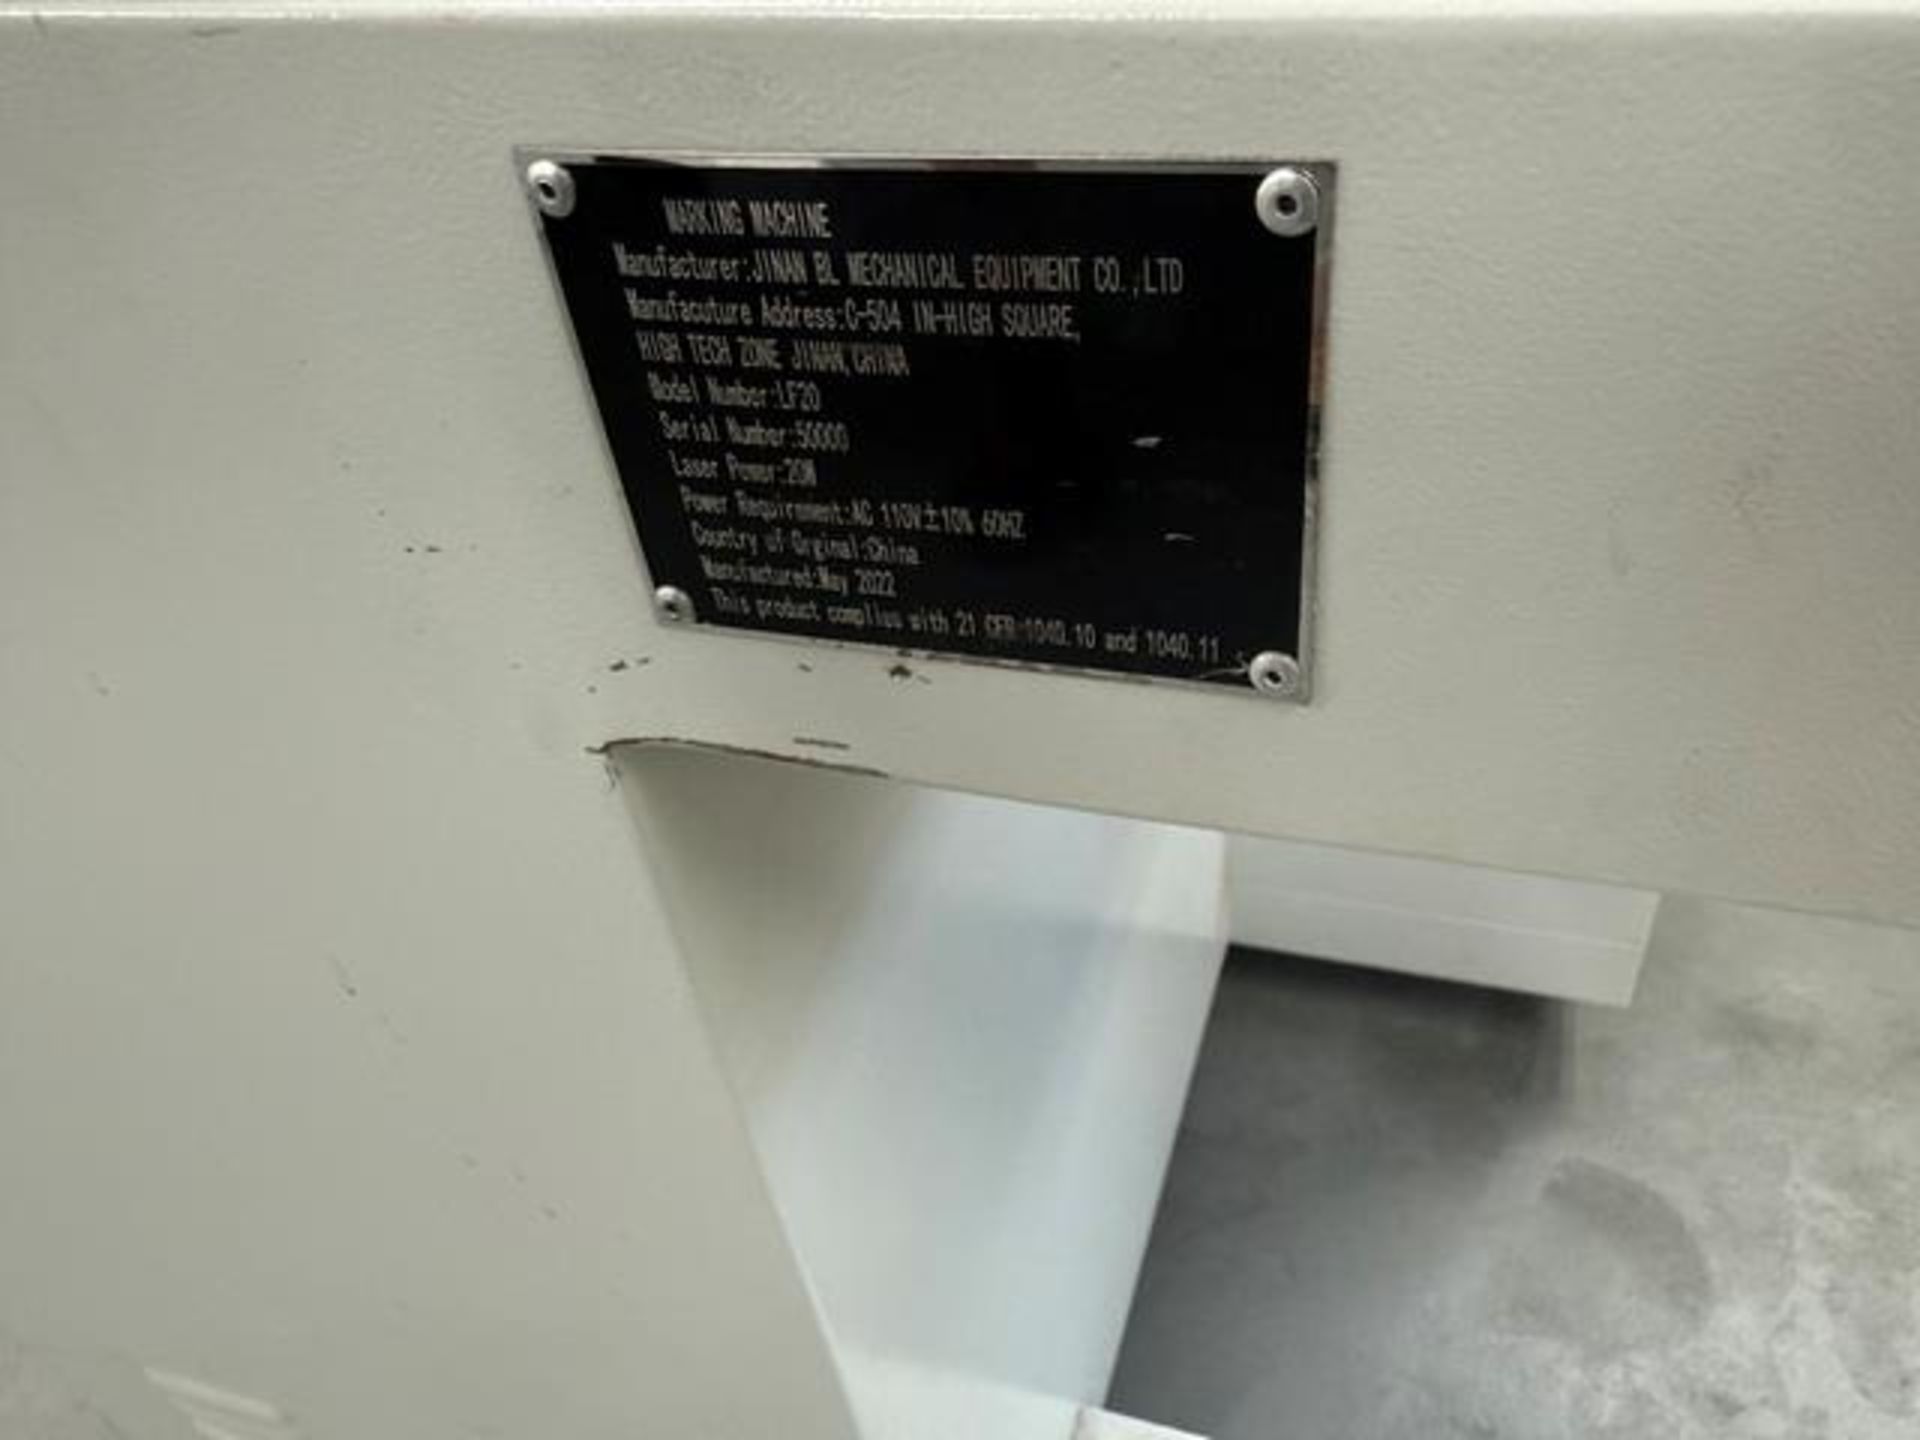 MARKING MACHINE
Manufacturer:JINAN BL MECHANICAL EQUIPMENT CO.,LTD
Manufacuture Address:C-504 IN-HIGH SQUARE,
HIGH TECH ZONE JINAN,CHINA
Model Number:LF20
Serial Number:50000
Laser Power:20W
Power Requirement:AC 110V±10% 60HZ
Country of Orginal:China
Manufactured:May 2022
This product complius with 21 CFR 1040.10 and 1040.11